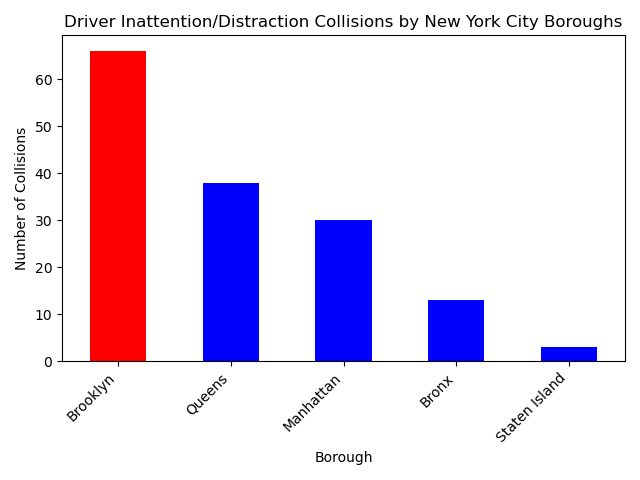 Driver Inattention/Distraction Collisions by New York City Boroughs
Number of Collisions
60
50
40
30
20
10
0
Brooklyn
Queens
Manhattan
Bronx
Staten Island
Borough